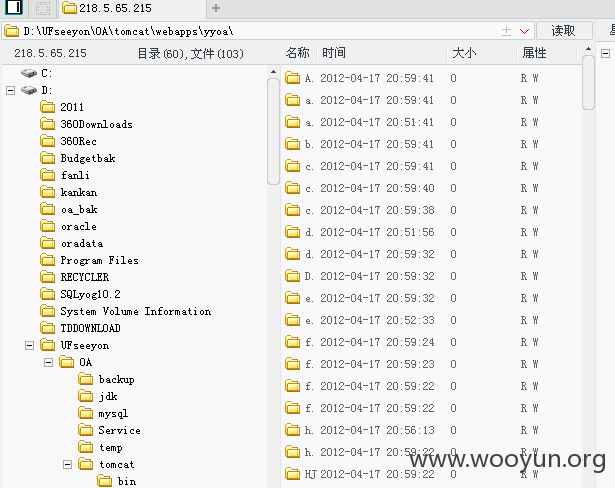 218.5.65.215
D:\UFseeyon\OA\tomcat\webapps\yyoa\
读取
218.5.65.215
目录(60),文件(103)
名称
时间
大小
属性
C:
D:
2011
360Downloads
360Rec
Budgetbak
fanli
kankan
oa_bak
oracle
oradata
Program Files
RECYCLER
SQLyog10.2
System Volume Information
TDDOWNLOAD
UFseeyon
OA
backup
jdk
mysql
Service
temp
tomcat
bin
A. 2012-04-17 20:59:41 0 R W
a. 2012-04-17 20:59:41 0 R W
a. 2012-04-17 20:51:41 0 R W
b. 2012-04-17 20:59:41 0 R W
c. 2012-04-17 20:59:41 0 R W
c. 2012-04-17 20:59:40 0 R W
c. 2012-04-17 20:59:38 0 R W
d. 2012-04-17 20:51:56 0 R W
d. 2012-04-17 20:59:32 0 R W
D. 2012-04-17 20:59:32 0 R W
e. 2012-04-17 20:59:32 0 R W
e. 2012-04-17 20:52:33 0 R W
f. 2012-04-17 20:59:24 0 R W
f. 2012-04-17 20:59:23 0 R W
f. 2012-04-17 20:59:22 0 R W
f. 2012-04-17 20:59:22 0 R W
h. 2012-04-17 20:56:13 0 R W
h. 2012-04-17 20:59:22 0 R W
HJ 2012-04-17 20:59:22 0 R W
www.wooyun.org